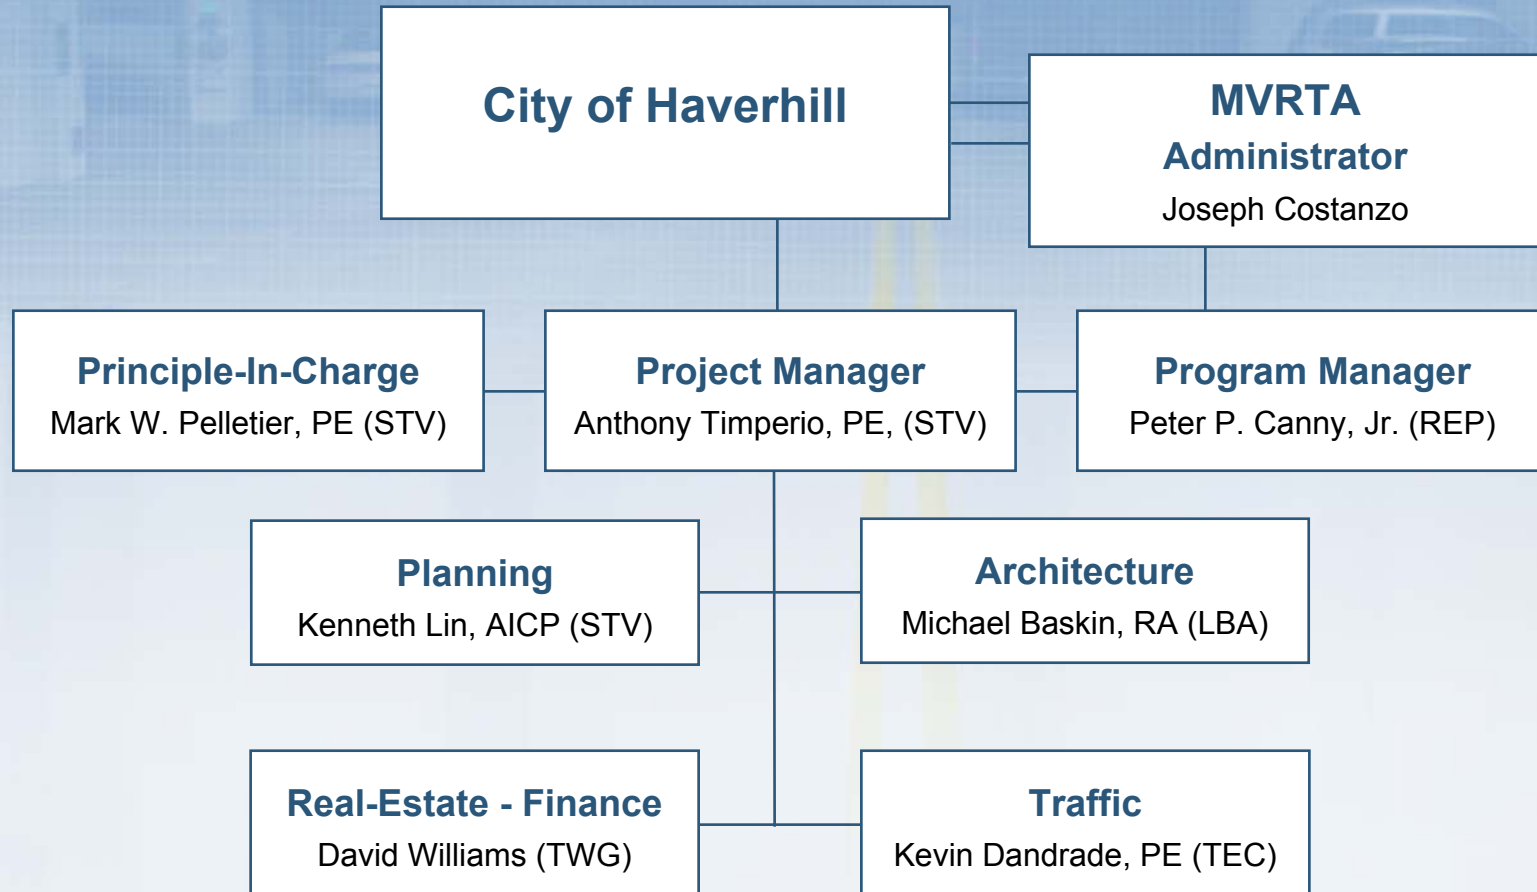 City of Haverhill
MVRTA
Administrator
Joseph Costanzo
Principle-In-Charge
Mark W. Pelletier, PE (STV)
Project Manager
Anthony Timperio, PE, (STV)
Program Manager
Peter P. Canny, Jr. (REP)
Planning
Kenneth Lin, AICP (STV)
Architecture
Michael Baskin, RA (LBA)
Real-Estate - Finance
David Williams (TWG)
Traffic
Kevin Dandrade, PE (TEC)